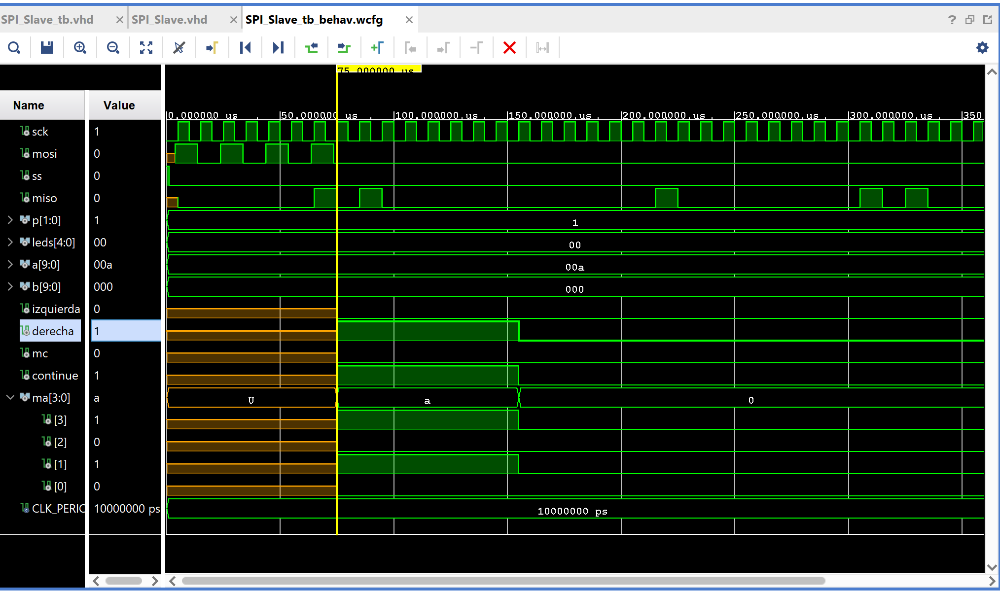 SPI_Slave_tb.vhd SPI_Slave.vhd SPI_Slave_tb_behav.wcfg
75.000000 us
Name Value
0.000000 us 50.000000 us 100.000000 us 150.000000 us 200.000000 us 250.000000 us 300.000000 us 350
sck 1
mosi 0
ss 0
miso 0
p[1:0] 1 1
leds[4:0] 00 00
a[9:0] 00a 00a
b[9:0] 000 000
izquierda 0
derecha 1
mc 0
continue 1
ma[3:0] a U a 0
[3] 1
[2] 0
[1] 1
[0] 0
CLK_PERIC 10000000 ps 10000000 ps